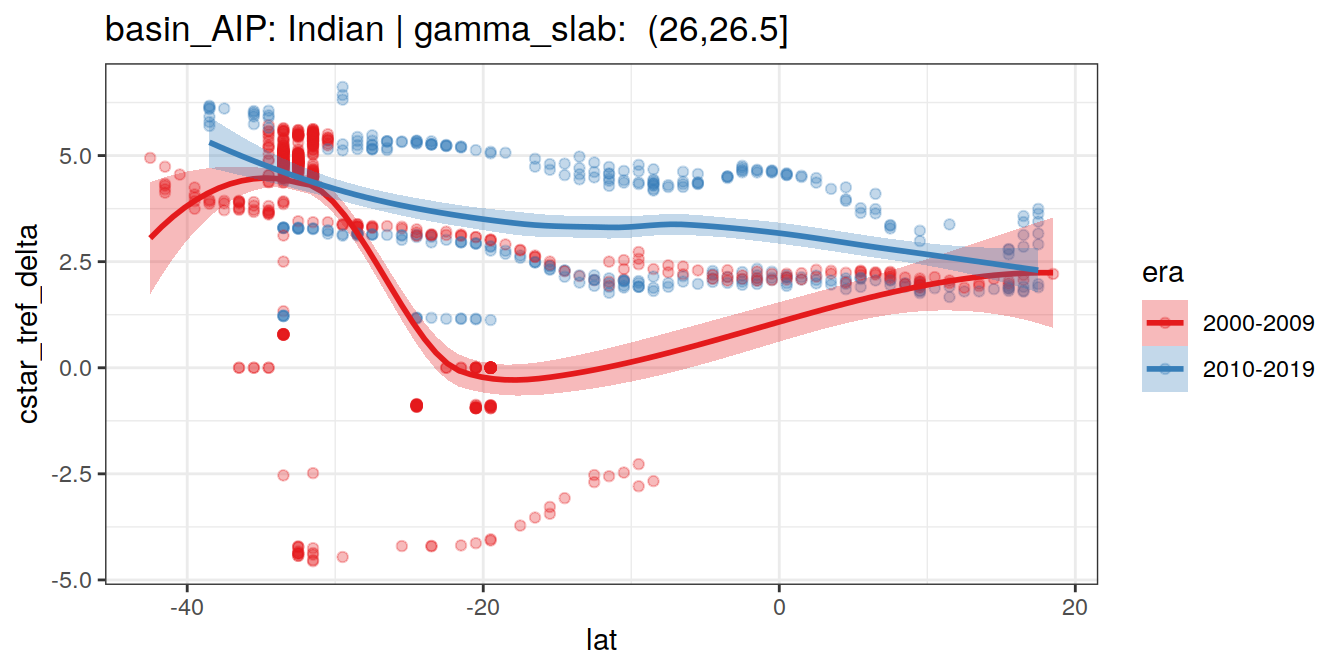 basin_AIP: Indian | gamma_slab:  (26,26.5]
cstar_tref_delta
5.0
2.5
0.0
-2.5
-5.0
-40
-20
0
20
lat
era
2000-2009
2010-2019